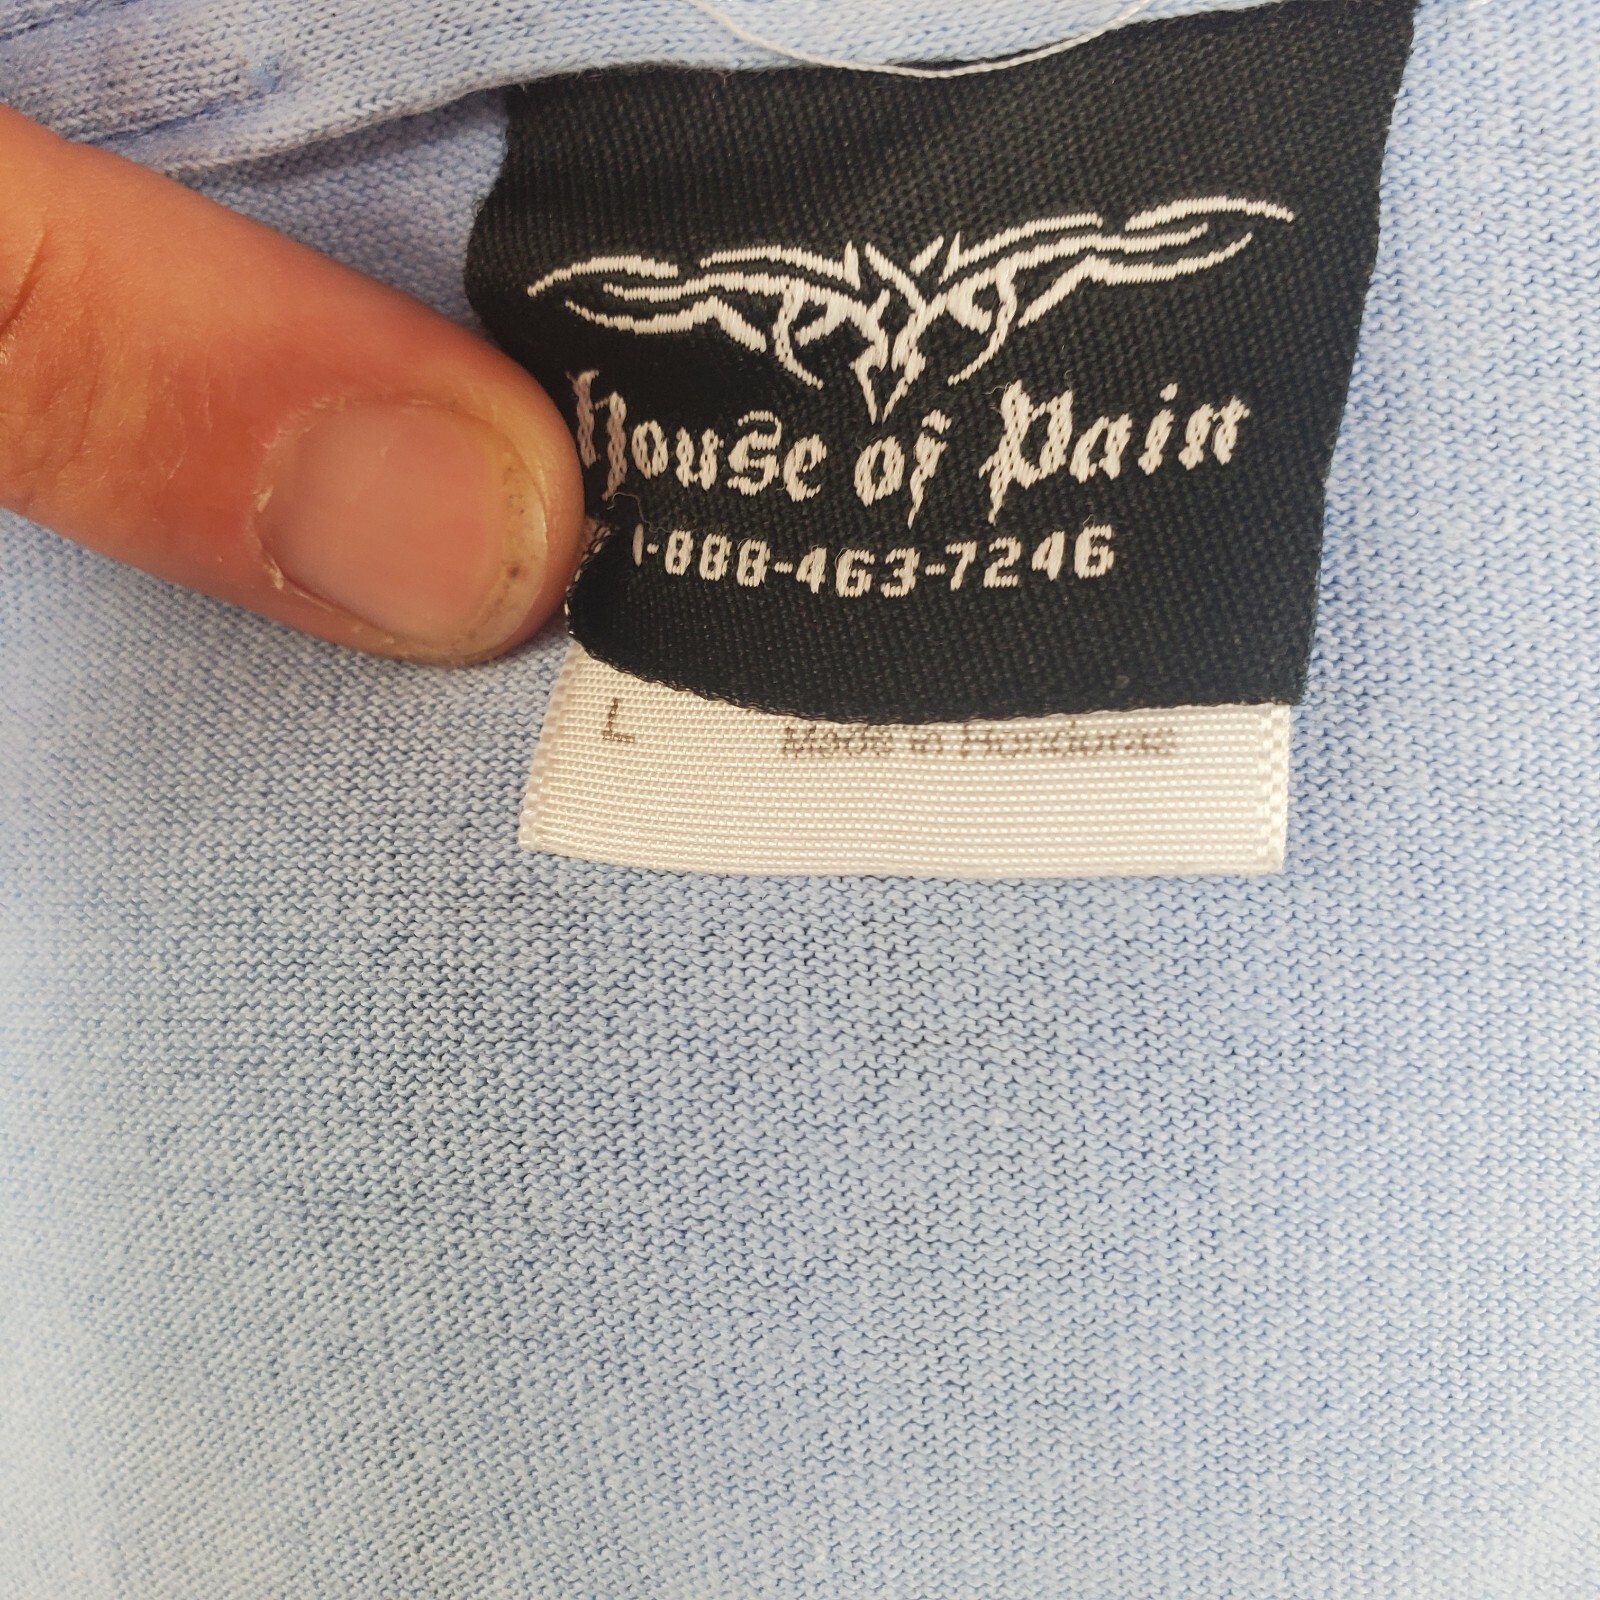 House of Pain
1-888-463-7246
L Made in Honduras